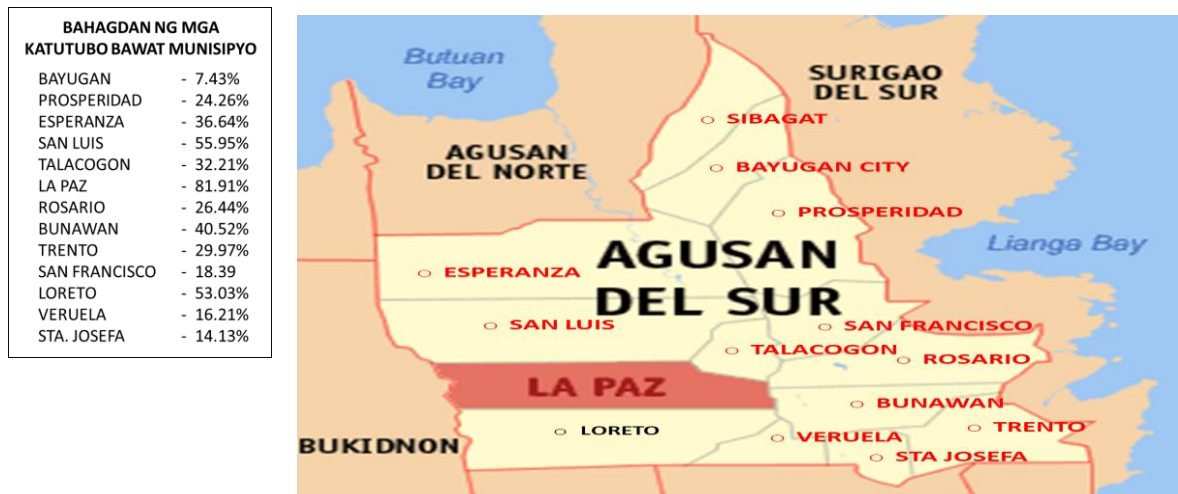 BAHAGDAN NG MGA
KATUTUBO BAWAT MUNISIPYO
BAYUGAN - 7.43%
PROSPERIDAD - 24.26%
ESPERANZA - 36.64%
SAN LUIS - 55.95%
TALACOGON - 32.21%
LA PAZ - 81.91%
ROSARIO - 26.44%
BUNAWAN - 40.52%
TRENTO - 29.97%
SAN FRANCISCO - 18.39
LORETO - 53.03%
VERUELA - 16.21%
STA. JOSEFA - 14.13%
Butuan
Bay
SURIGAO
DEL SUR
SIBAGAT
AGUSAN
DEL NORTE
BAYUGAN CITY
PROSPERIDAD
Lianga Bay
AGUSAN
DEL SUR
ESPERANZA
SAN LUIS
SAN FRANCISCO
TALACOGON
ROSARIO
LA PAZ
BUNAWAN
TRENTO
LORETO
VERUELA
BUKIDNON
STA JOSEFA